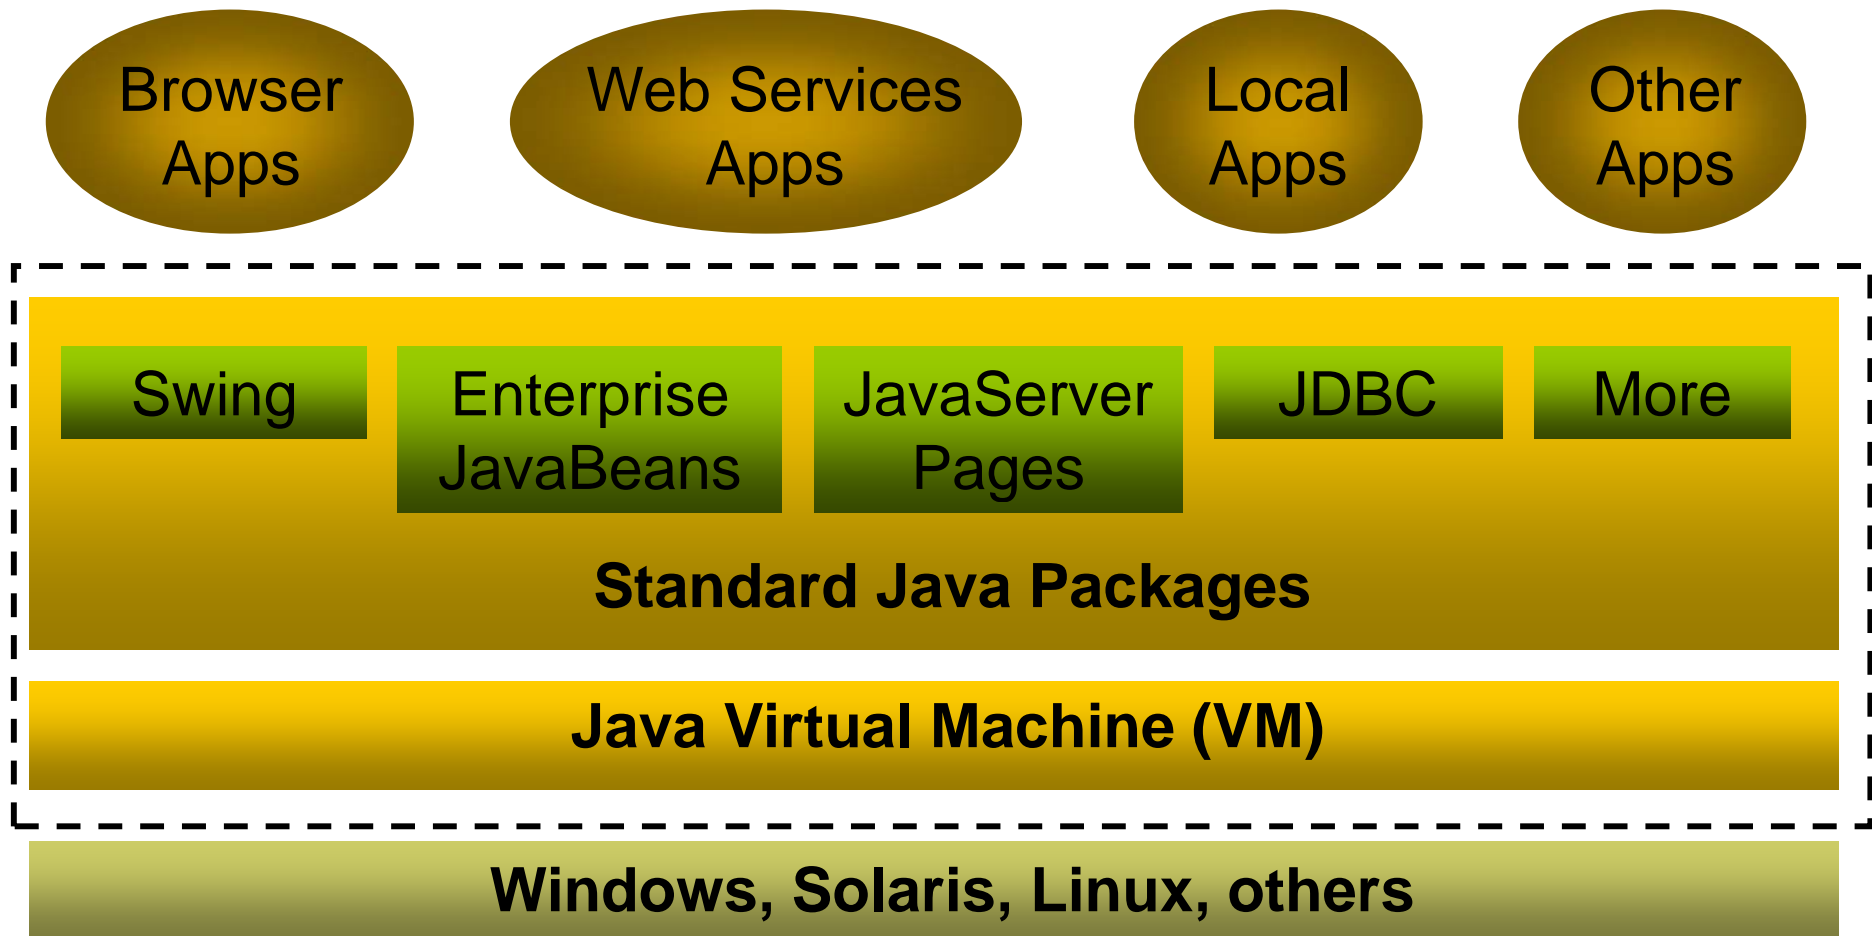 Browser
Apps
Web Services
Apps
Local
Apps
Other
Apps
Swing
Enterprise
JavaBeans
JavaServer
Pages
JDBC
More
Standard Java Packages
Java Virtual Machine (VM)
Windows, Solaris, Linux, others